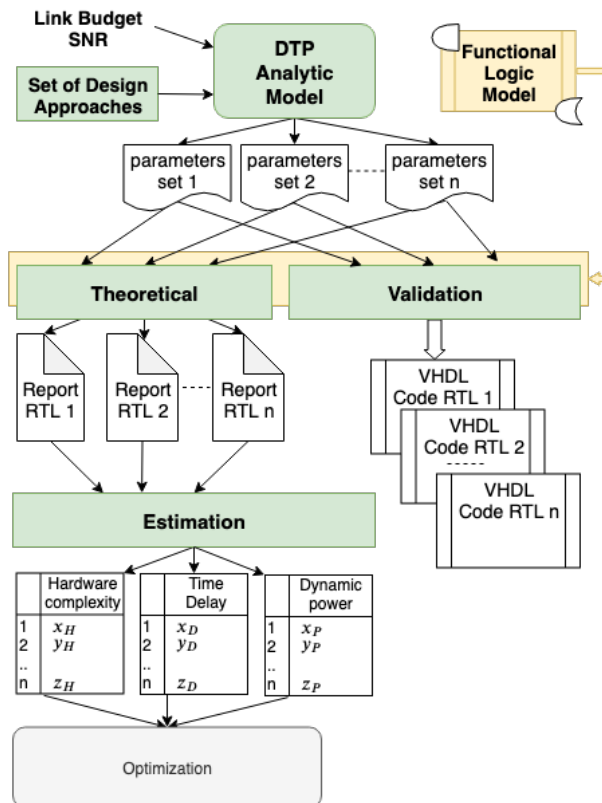 Link Budget
SNR
DTP
Analytic
Model
Functional
Logic
Model
Set of Design
Approaches
parameters
set 1
parameters
set 2
parameters
set n
Theoretical
Validation
Report
RTL 1
Report
RTL 2
Report
RTL n
VHDL
Code RTL 1
VHDL
Code RTL 2
VHDL
Code RTL n
Estimation
Hardware
complexity
1 x_H
2 y_H
..
n z_H
Time
Delay
1 x_D
2 y_D
..
n z_D
Dynamic
power
1 x_P
2 y_P
..
n z_P
Optimization